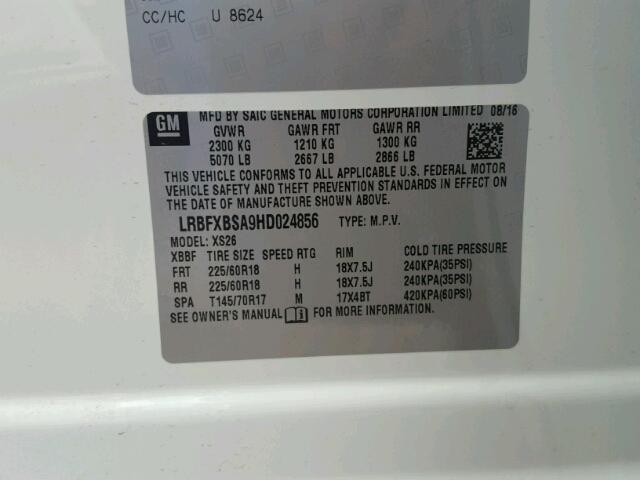 CC/HC U 8624
GM
MFD BY SAIC GENERAL MOTORS CORPORATION LIMITED 08/16
GVWR GAWR FRT GAWR RR
2300 KG 1210 KG 1300 KG
5070 LB 2667 LB 2866 LB
THIS VEHICLE CONFORMS TO ALL APPLICABLE U.S. FEDERAL MOTOR
VEHICLE SAFETY AND THEFT PREVENTION STANDARDS IN EFFECT ON
THE DATE OF MANUFACTURE SHOWN ABOVE.
LRBFXBSA9HD024856 TYPE: M.P.V.
MODEL: XS26
XBBF TIRE SIZE SPEED RTG RIM COLD TIRE PRESSURE
FRT 225/60R18 H 18X7.5J 240KPA(35PSI)
RR 225/60R18 H 18X7.5J 240KPA(35PSI)
SPA T145/70R17 M 17X4BT 420KPA(60PSI)
SEE OWNER'S MANUAL FOR MORE INFORMATION.